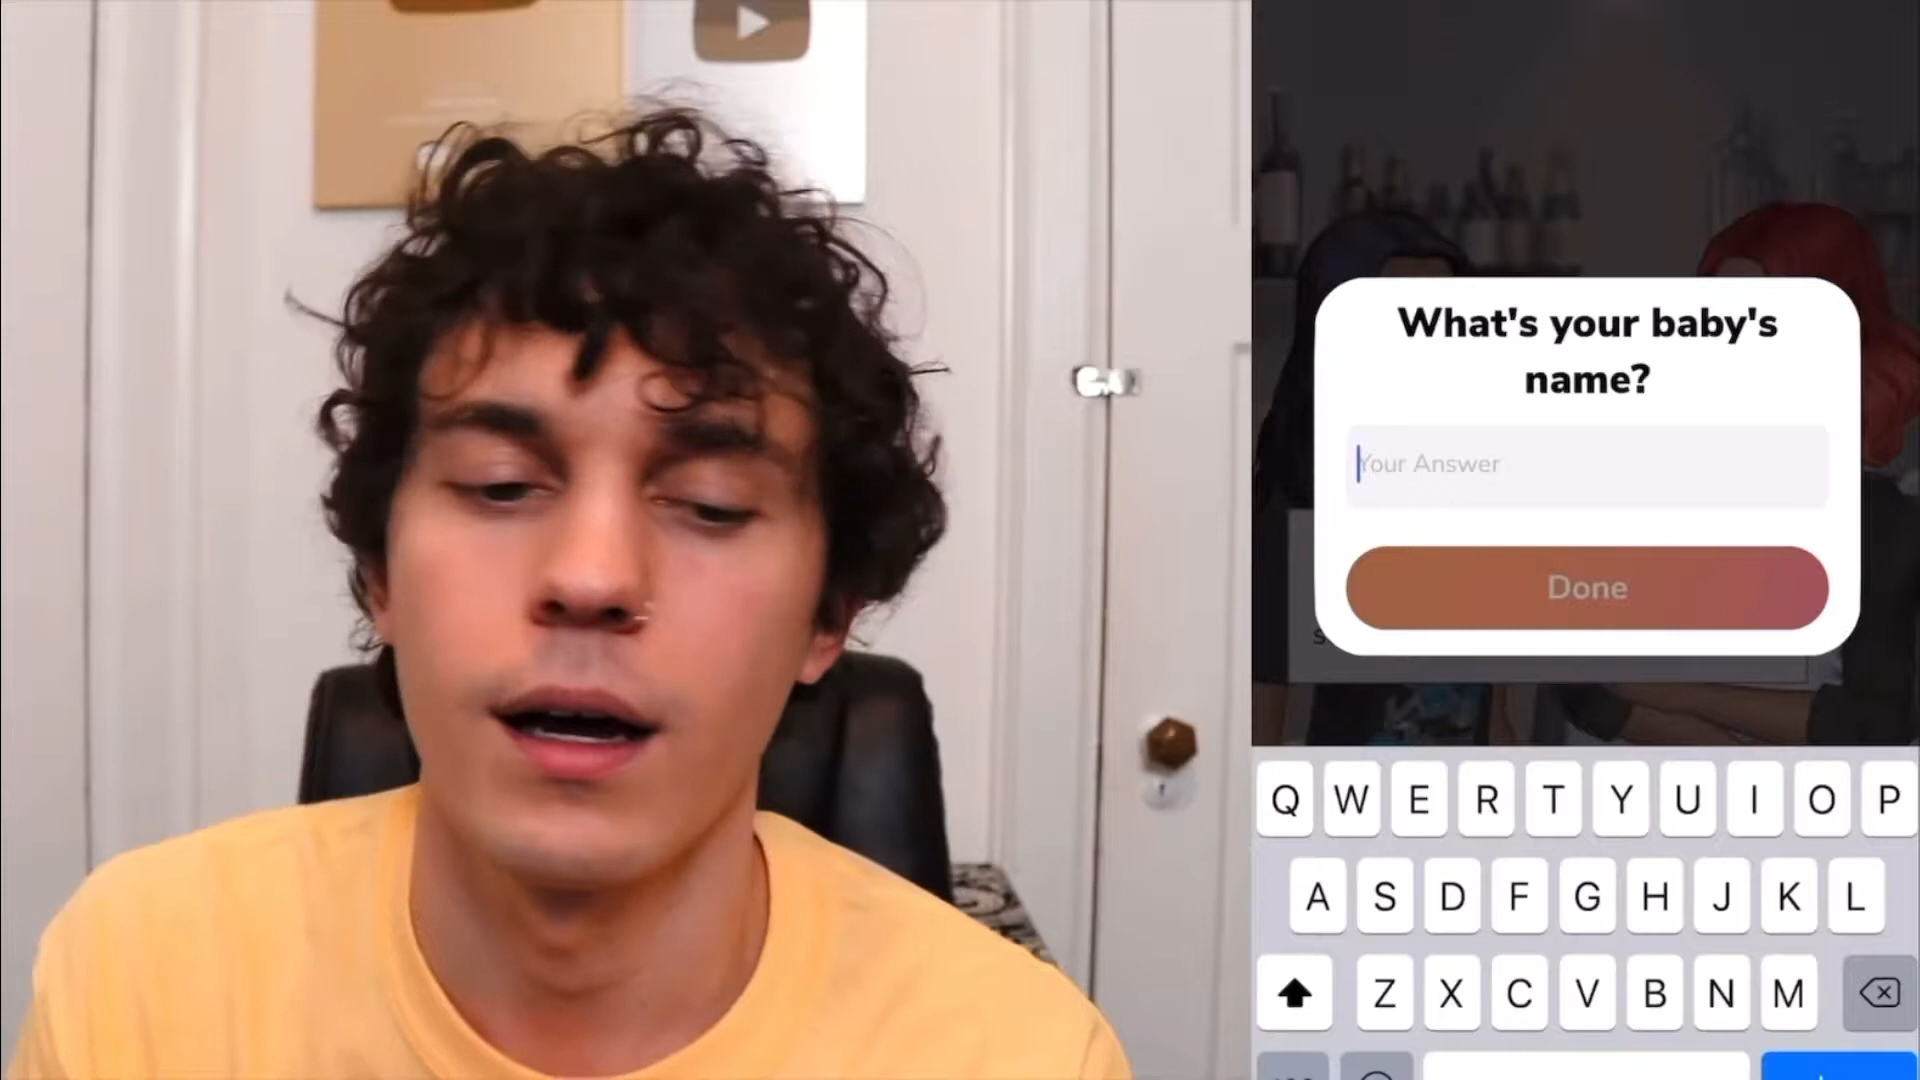 What's your baby's
name?
Your Answer
Done
S
Q W E R T Y U I O P
A S D F G H J K L
Z X C V B N M